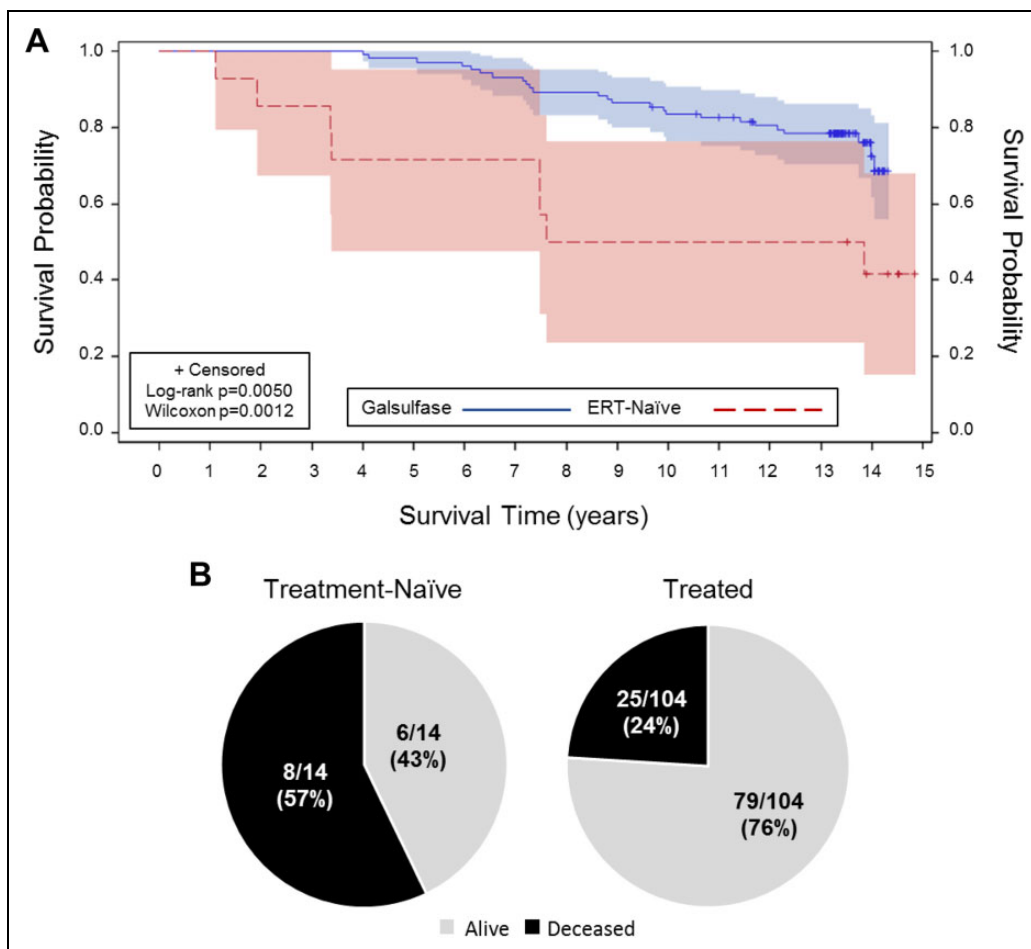 A
Survival Probability
1.0
0.8
0.6
0.4
0.2
0.0
1.0
0.8
0.6
0.4
0.2
0.0
Survival Probability
+ Censored
Log-rank p=0.0050
Wilcoxon p=0.0012
Galsulfase ERT-Naïve
0 1 2 3 4 5 6 7 8 9 10 11 12 13 14 15
Survival Time (years)
B
Treatment-Naïve Treated
8/14
(57%)
6/14
(43%)
25/104
(24%)
79/104
(76%)
Alive Deceased